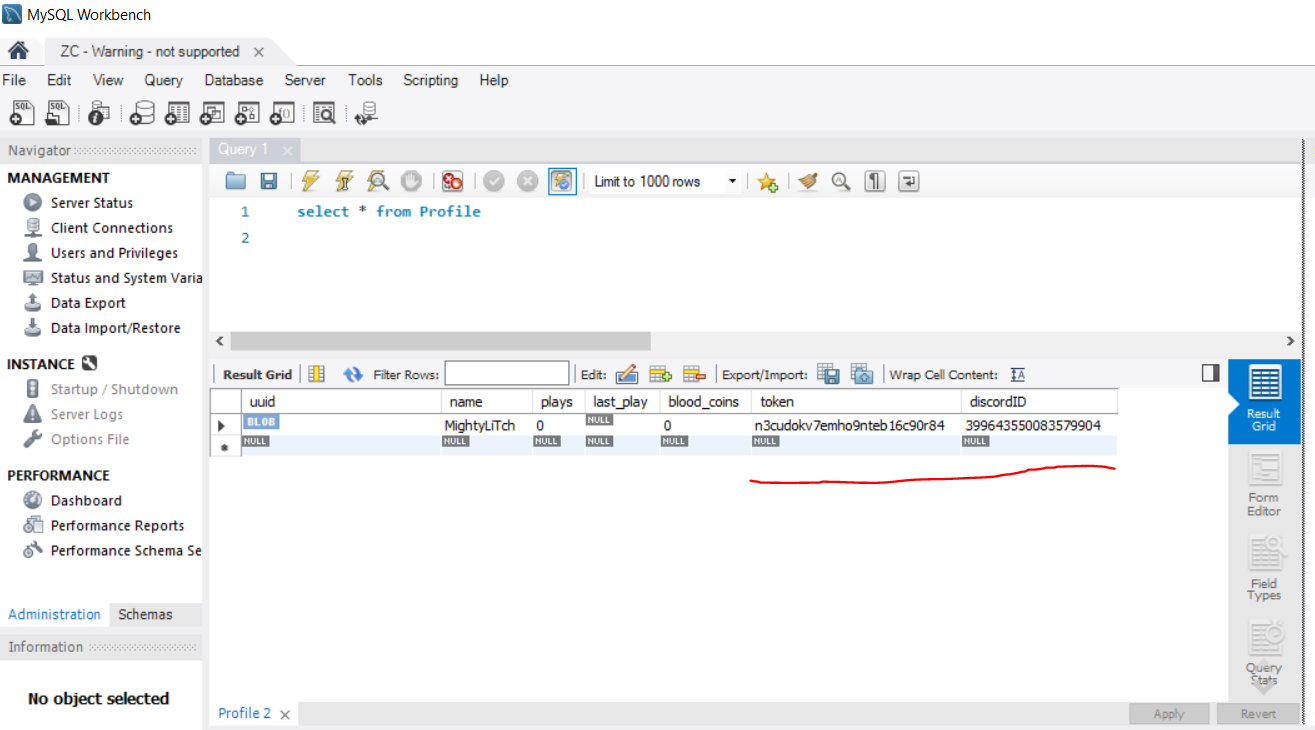 MySQL Workbench
ZC - Warning - not supported
File Edit View Query Database Server Tools Scripting Help
Navigator
Query 1
MANAGEMENT
Server Status
Client Connections
Users and Privileges
Status and System Varia
Data Export
Data Import/Restore
INSTANCE
Startup / Shutdown
Server Logs
Options File
PERFORMANCE
Dashboard
Performance Reports
Performance Schema Se
Administration Schemas
Information
No object selected
Limit to 1000 rows
1 select * from Profile
2
Result Grid Filter Rows: Edit: Export/Import: Wrap Cell Content: IA
uuid name plays last_play blood_coins token discordID
BLOB MightyLiTch 0 NULL 0 n3cudokv7emho9nteb16c90r84 399643550083579904
NULL NULL NULL NULL NULL NULL NULL
Result
Grid
Form
Editor
Field
Types
Query
Stats
Profile 2
Apply Revert